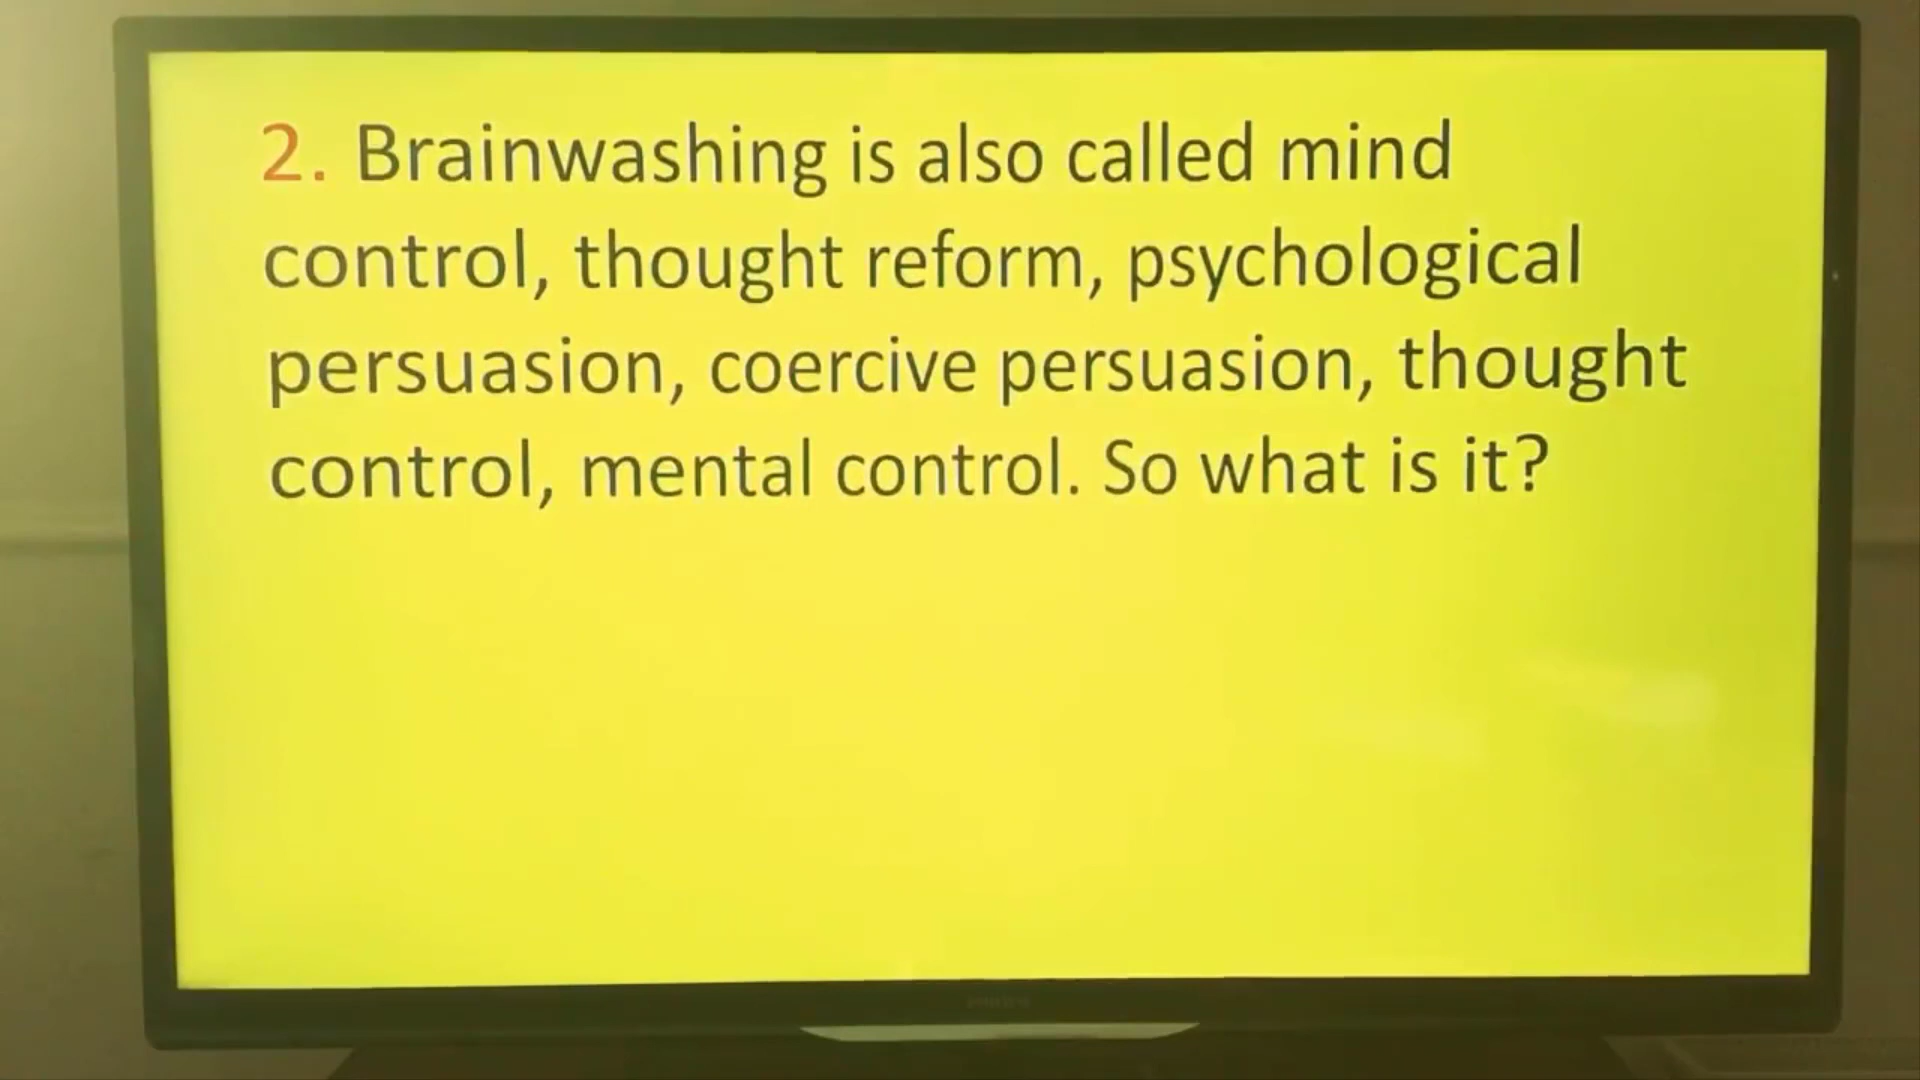 2. Brainwashing is also called mind
control, thought reform, psychological
persuasion, coercive persuasion, thought
control, mental control. So what is it?